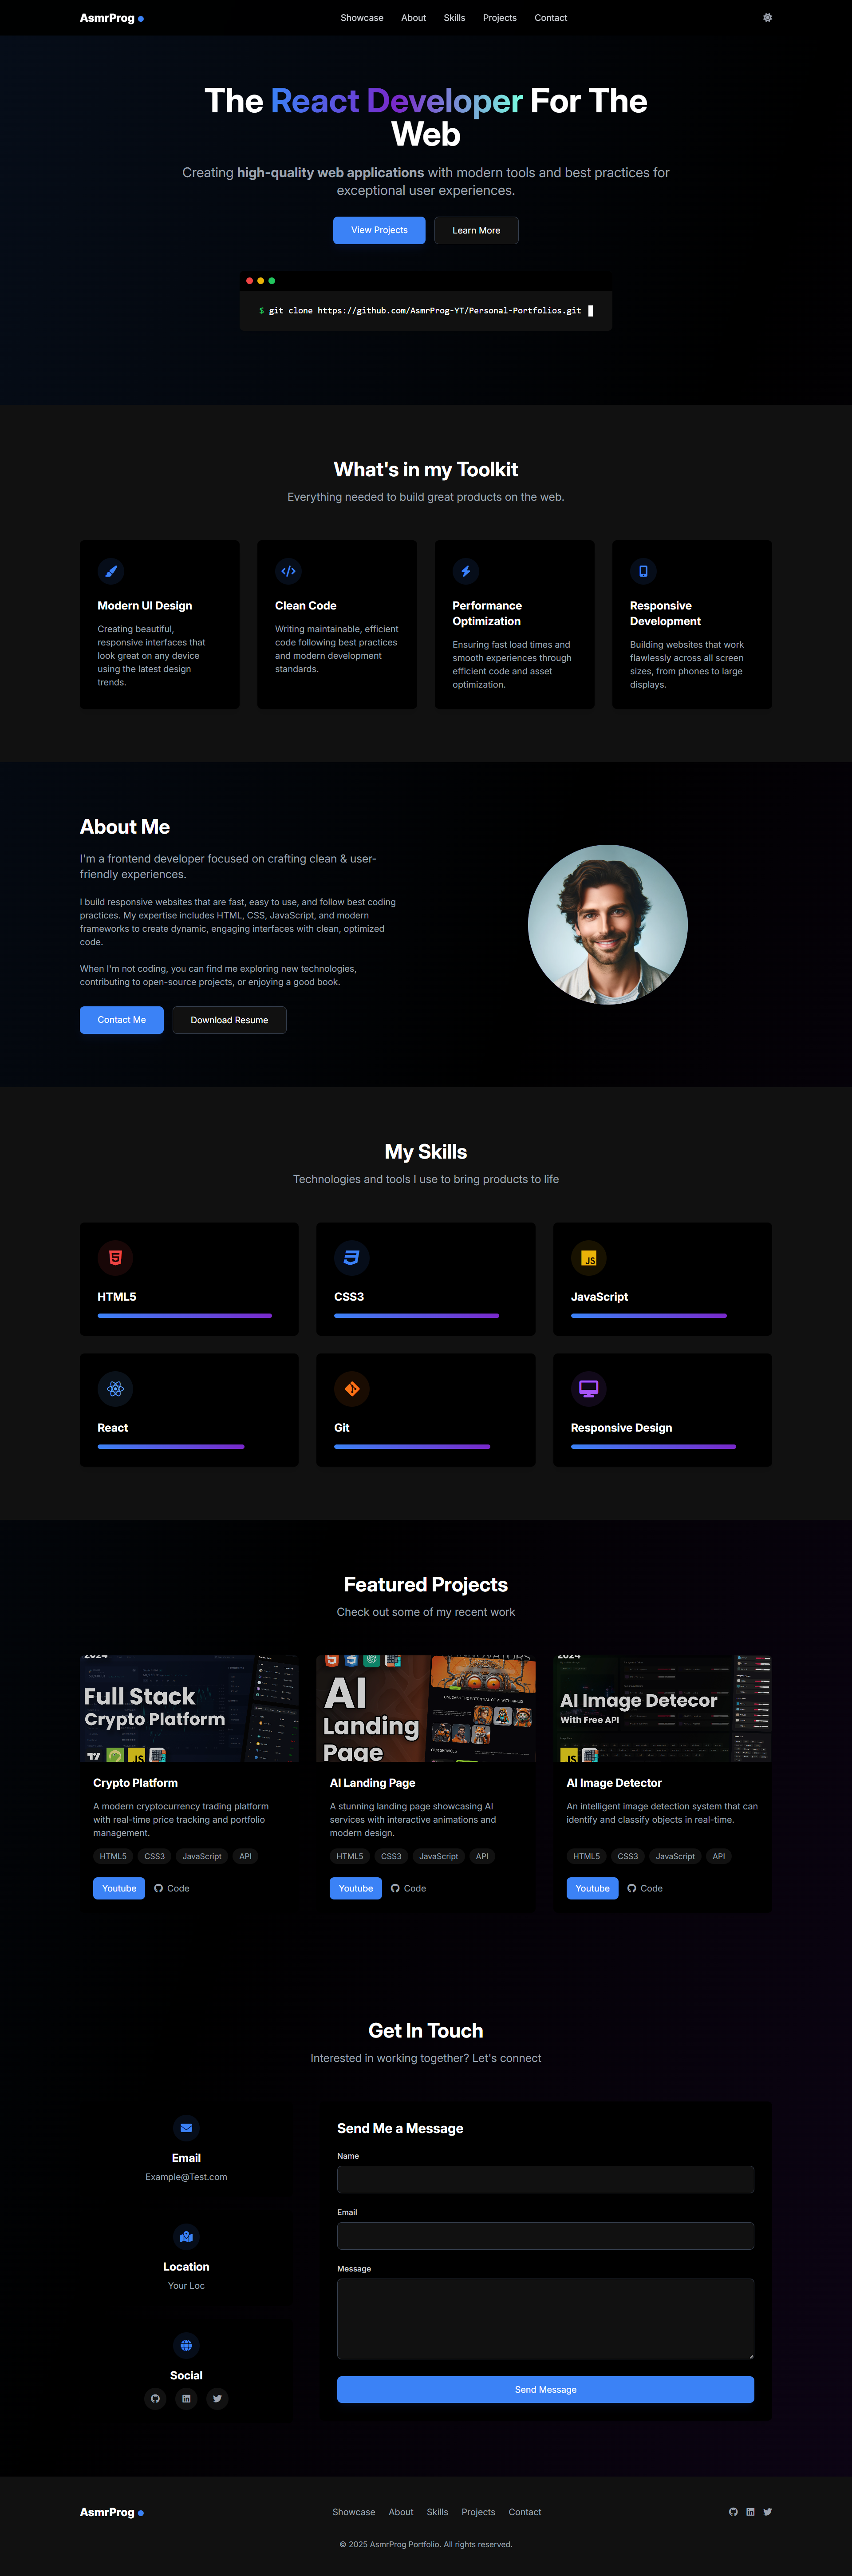 AsmrProg
Showcase About Skills Projects Contact
The React Developer For The
Web
Creating high-quality web applications with modern tools and best practices for
exceptional user experiences.
View Projects Learn More
$ git clone https://github.com/AsmrProg-YT/Personal-Portfolios.git
What's in my Toolkit
Everything needed to build great products on the web.
Modern UI Design
Creating beautiful,
responsive interfaces that
look great on any device
using the latest design
trends.
Clean Code
Writing maintainable, efficient
code following best practices
and modern development
standards.
Performance
Optimization
Ensuring fast load times and
smooth experiences through
efficient code and asset
optimization.
Responsive
Development
Building websites that work
flawlessly across all screen
sizes, from phones to large
displays.
About Me
I'm a frontend developer focused on crafting clean & user-
friendly experiences.
I build responsive websites that are fast, easy to use, and follow best coding
practices. My expertise includes HTML, CSS, JavaScript, and modern
frameworks to create dynamic, engaging interfaces with clean, optimized
code.
When I'm not coding, you can find me exploring new technologies,
contributing to open-source projects, or enjoying a good book.
Contact Me Download Resume
My Skills
Technologies and tools I use to bring products to life
HTML5
CSS3
JS
JavaScript
React
Git
Responsive Design
Featured Projects
Check out some of my recent work
2024
Full Stack
Crypto Platform
JS
Crypto Platform
A modern cryptocurrency trading platform
with real-time price tracking and portfolio
management.
HTML5 CSS3 JavaScript API
Youtube Code
AI
Landing
Page
UNLEASH THE POTENTIAL OF AI WITH GENIUS
OUR SERVICES
AI Landing Page
A stunning landing page showcasing AI
services with interactive animations and
modern design.
HTML5 CSS3 JavaScript API
Youtube Code
2024
AI Image Detecor
With Free API
JS
AI Image Detector
An intelligent image detection system that can
identify and classify objects in real-time.
HTML5 CSS3 JavaScript API
Youtube Code
Get In Touch
Interested in working together? Let's connect
Email
Example@Test.com
Location
Your Loc
Social
Send Me a Message
Name
Email
Message
Send Message
AsmrProg
Showcase About Skills Projects Contact
© 2025 AsmrProg Portfolio. All rights reserved.